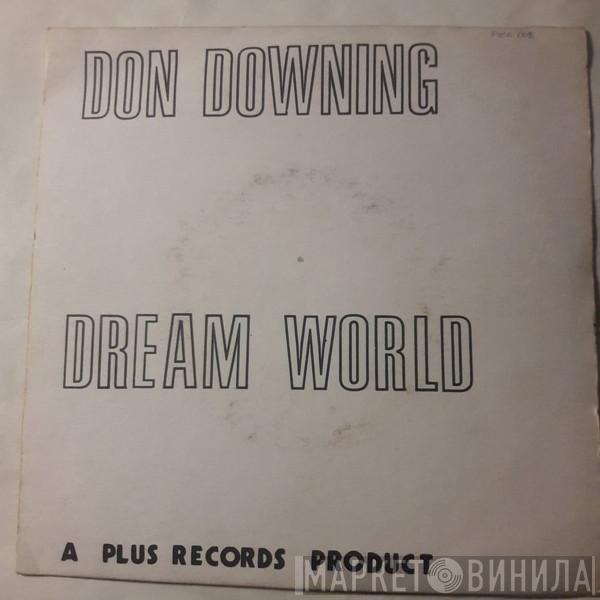 DON DOWNING
DREAM WORLD
A PLUS RECORDS PRODUCT
МАРКЕТ ВИНИЛА